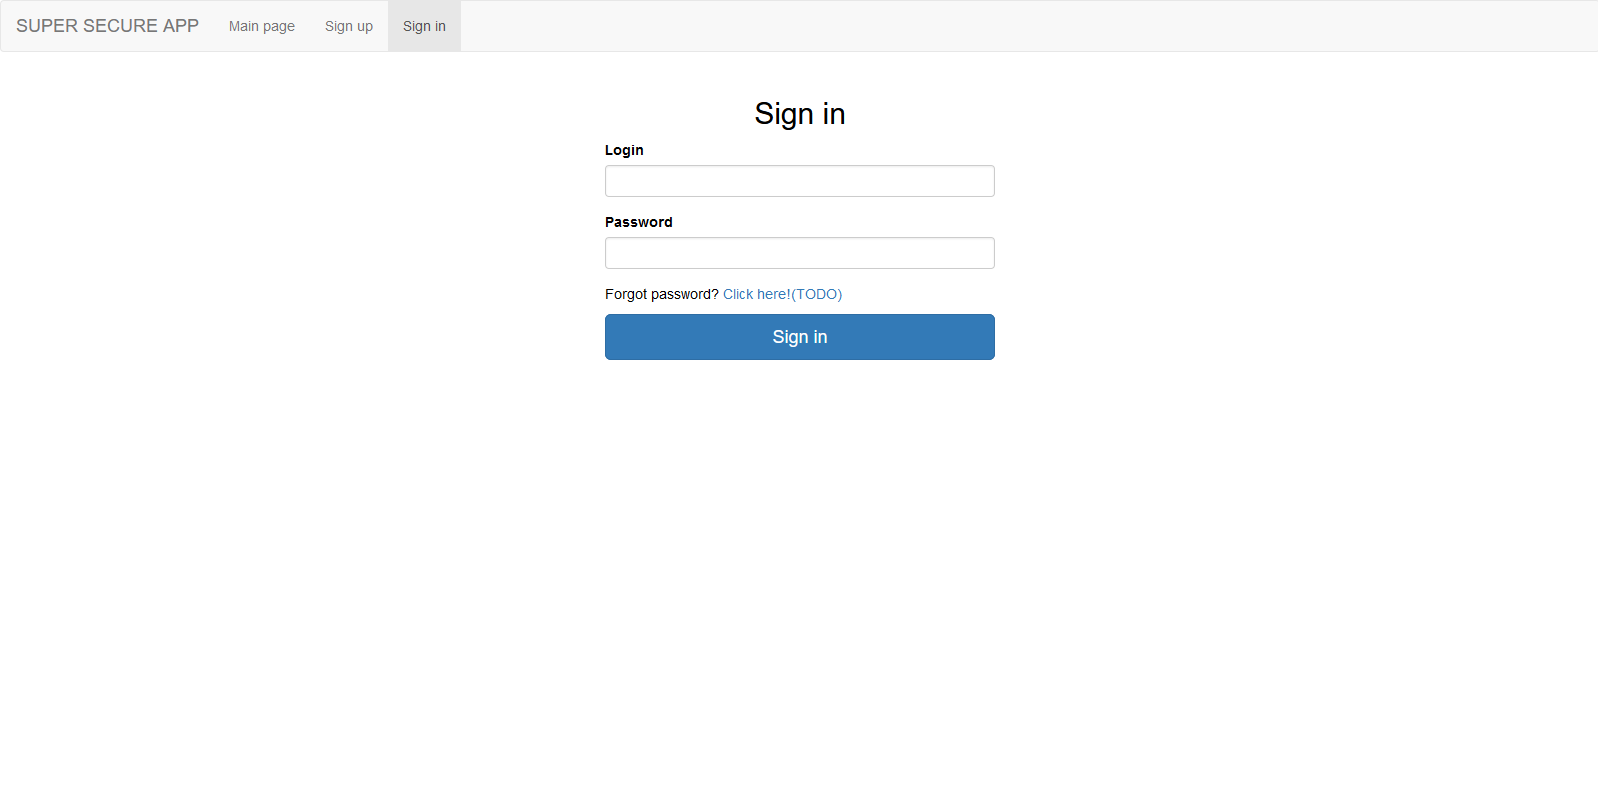 SUPER SECURE APP Main page Sign up Sign in
Sign in
Login
Password
Forgot password? Click here!(TODO)
Sign in